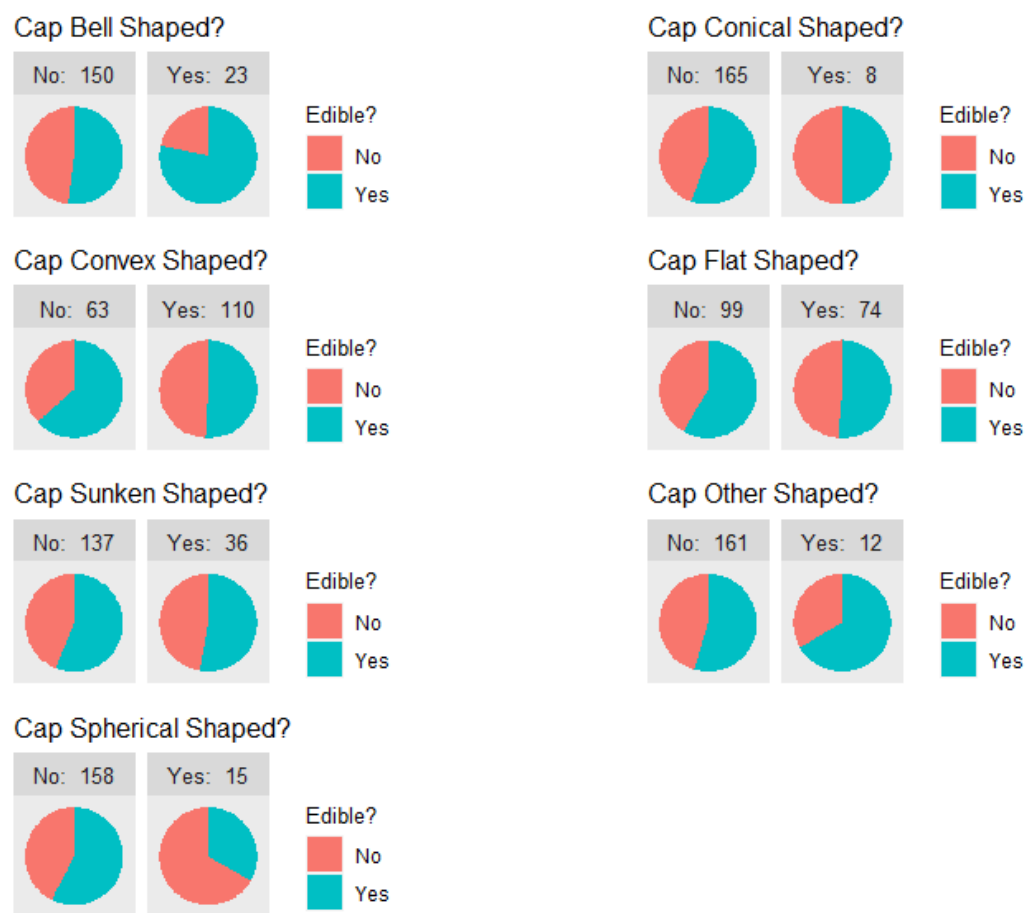 Cap Bell Shaped?
No: 150
Yes: 23
Edible?
No
Yes
Cap Conical Shaped?
No: 165
Yes: 8
Edible?
No
Yes
Cap Convex Shaped?
No: 63
Yes: 110
Edible?
No
Yes
Cap Flat Shaped?
No: 99
Yes: 74
Edible?
No
Yes
Cap Sunken Shaped?
No: 137
Yes: 36
Edible?
No
Yes
Cap Other Shaped?
No: 161
Yes: 12
Edible?
No
Yes
Cap Spherical Shaped?
No: 158
Yes: 15
Edible?
No
Yes